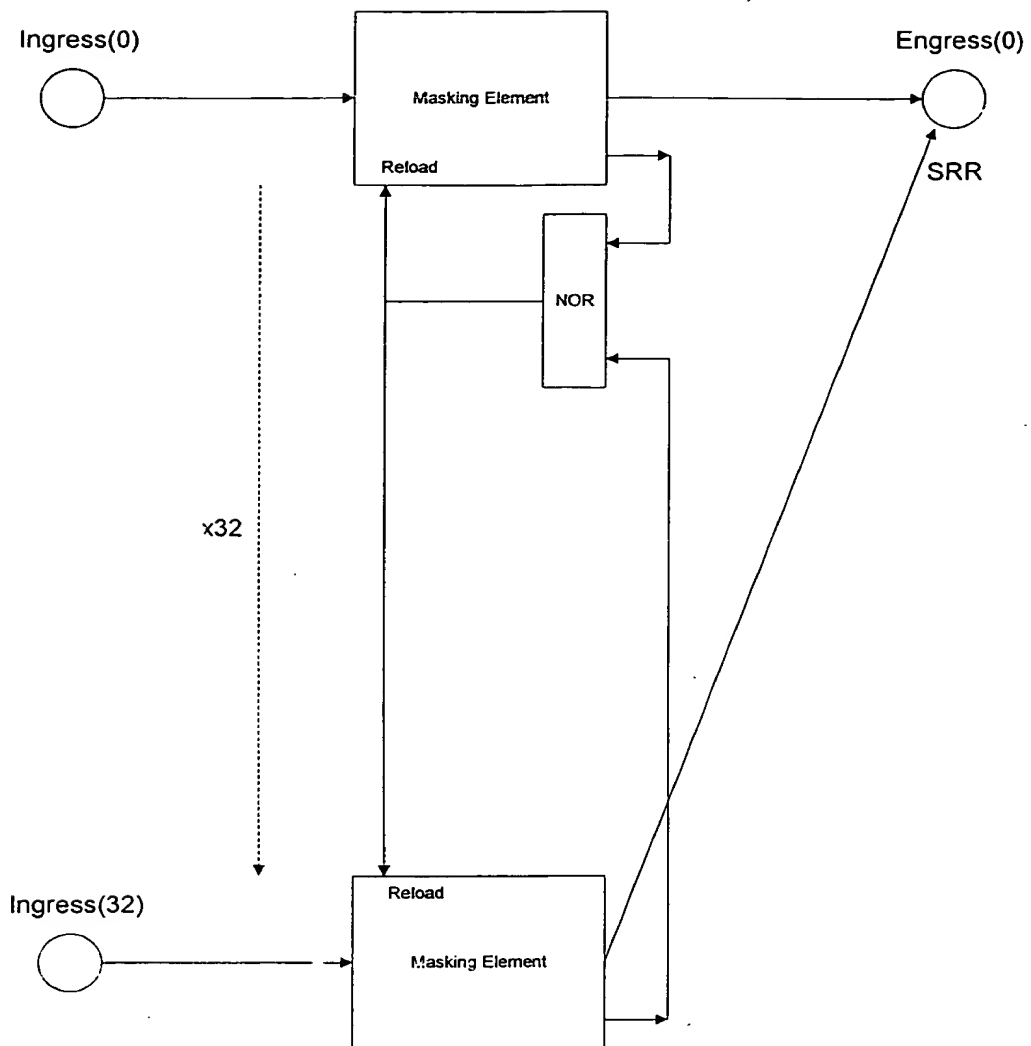 Ingress(0)
Engress(0)
Masking Element
Reload
SRR
NOR
x32
Reload
Ingress(32)
Masking Element